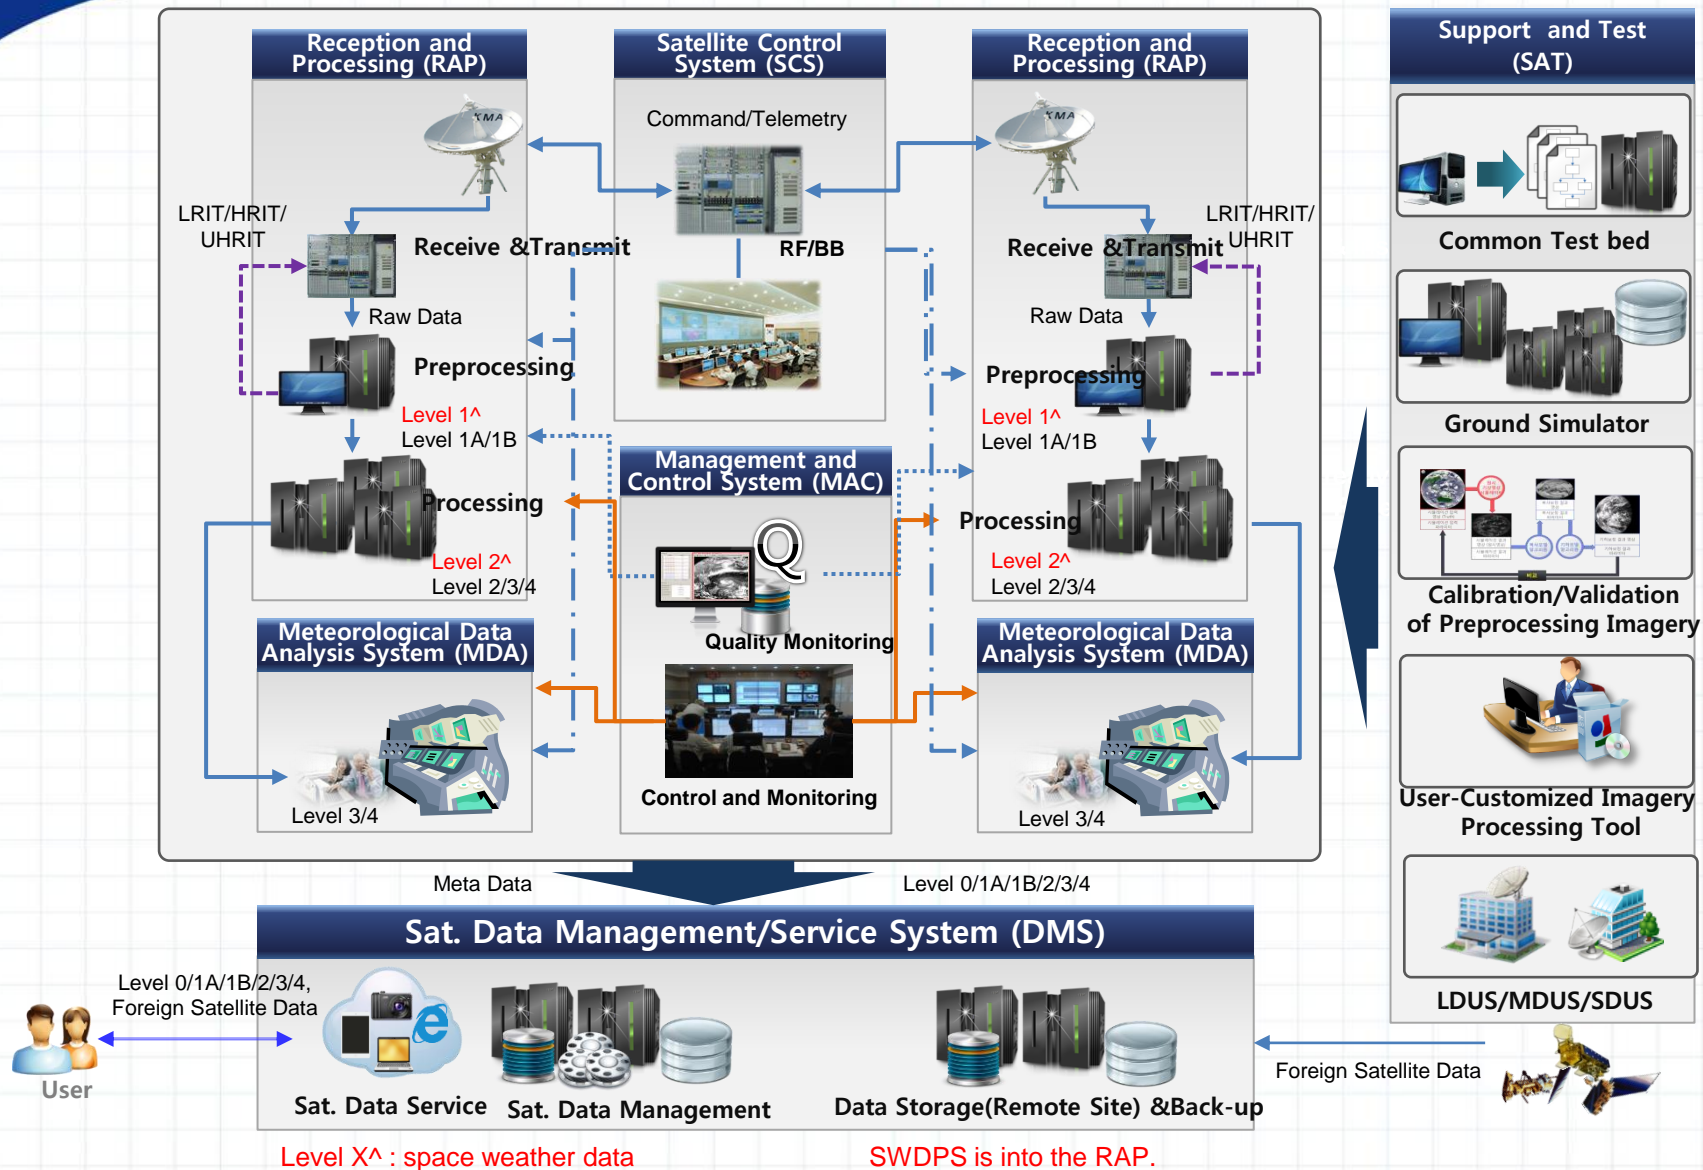 Reception and
Processing (RAP)
KMA
LRIT/HRIT/
UHRIT
Receive &Transmit
Raw Data
Preprocessing
Level 1^
Level 1A/1B
Processing
Level 2^
Level 2/3/4
Meteorological Data
Analysis System (MDA)
Level 3/4
Satellite Control
System (SCS)
Command/Telemetry
RF/BB
Management and
Control System (MAC)
Q
Quality Monitoring
Control and Monitoring
Reception and
Processing (RAP)
KMA
LRIT/HRIT/
UHRIT
Receive &Transmit
Raw Data
Preprocessing
Level 1^
Level 1A/1B
Processing
Level 2^
Level 2/3/4
Meteorological Data
Analysis System (MDA)
Level 3/4
Support and Test
(SAT)
Common Test bed
Ground Simulator
비교
Calibration/Validation
of Preprocessing Imagery
User-Customized Imagery
Processing Tool
LDUS/MDUS/SDUS
Meta Data
Level 0/1A/1B/2/3/4
Sat. Data Management/Service System (DMS)
Level 0/1A/1B/2/3/4,
Foreign Satellite Data
User
Sat. Data Service
Sat. Data Management
Data Storage(Remote Site) &Back-up
Foreign Satellite Data
Level X^ : space weather data
SWDPS is into the RAP.